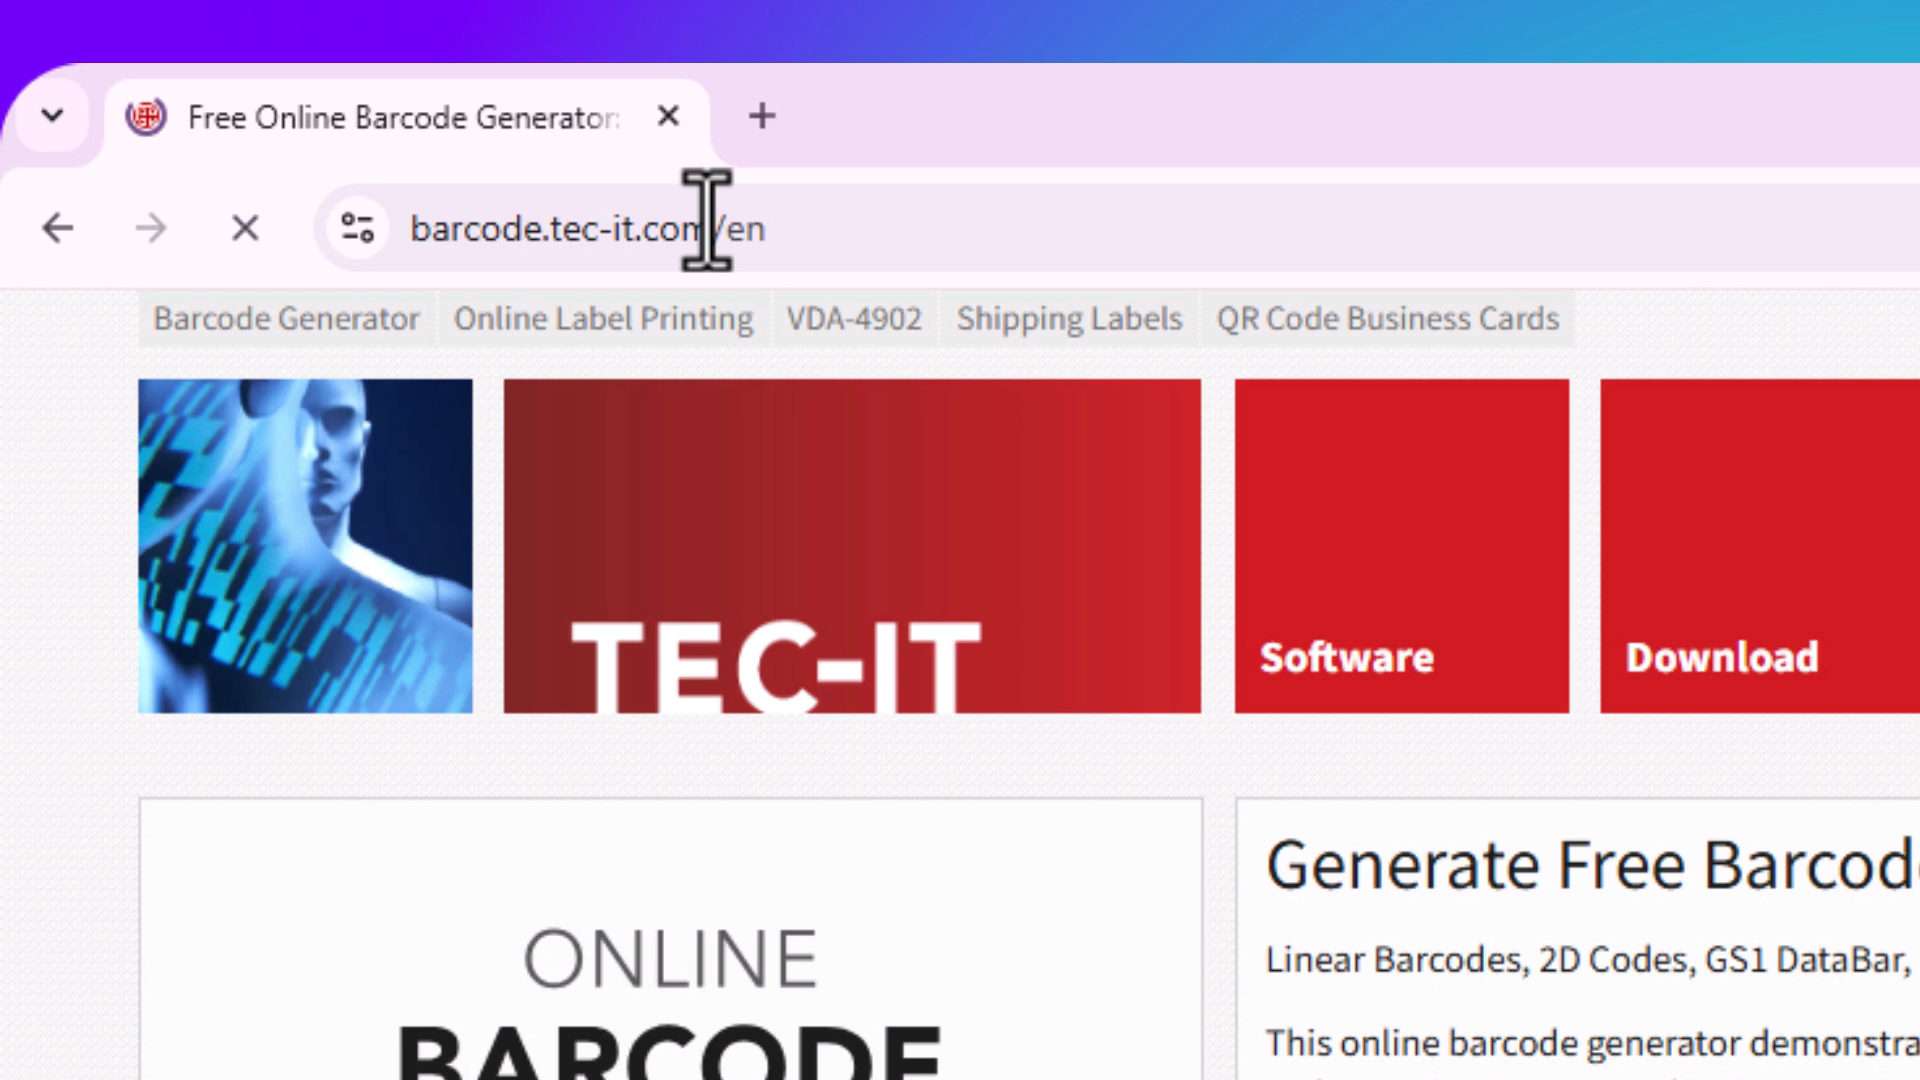 Free Online Barcode Generator:
barcode.tec-it.com/en
Barcode Generator
Online Label Printing
VDA-4902
Shipping Labels
QR Code Business Cards
TEC-IT
Software
Download
ONLINE
BARCODE
Generate Free Barcode
Linear Barcodes, 2D Codes, GS1 DataBar,
This online barcode generator demonstra